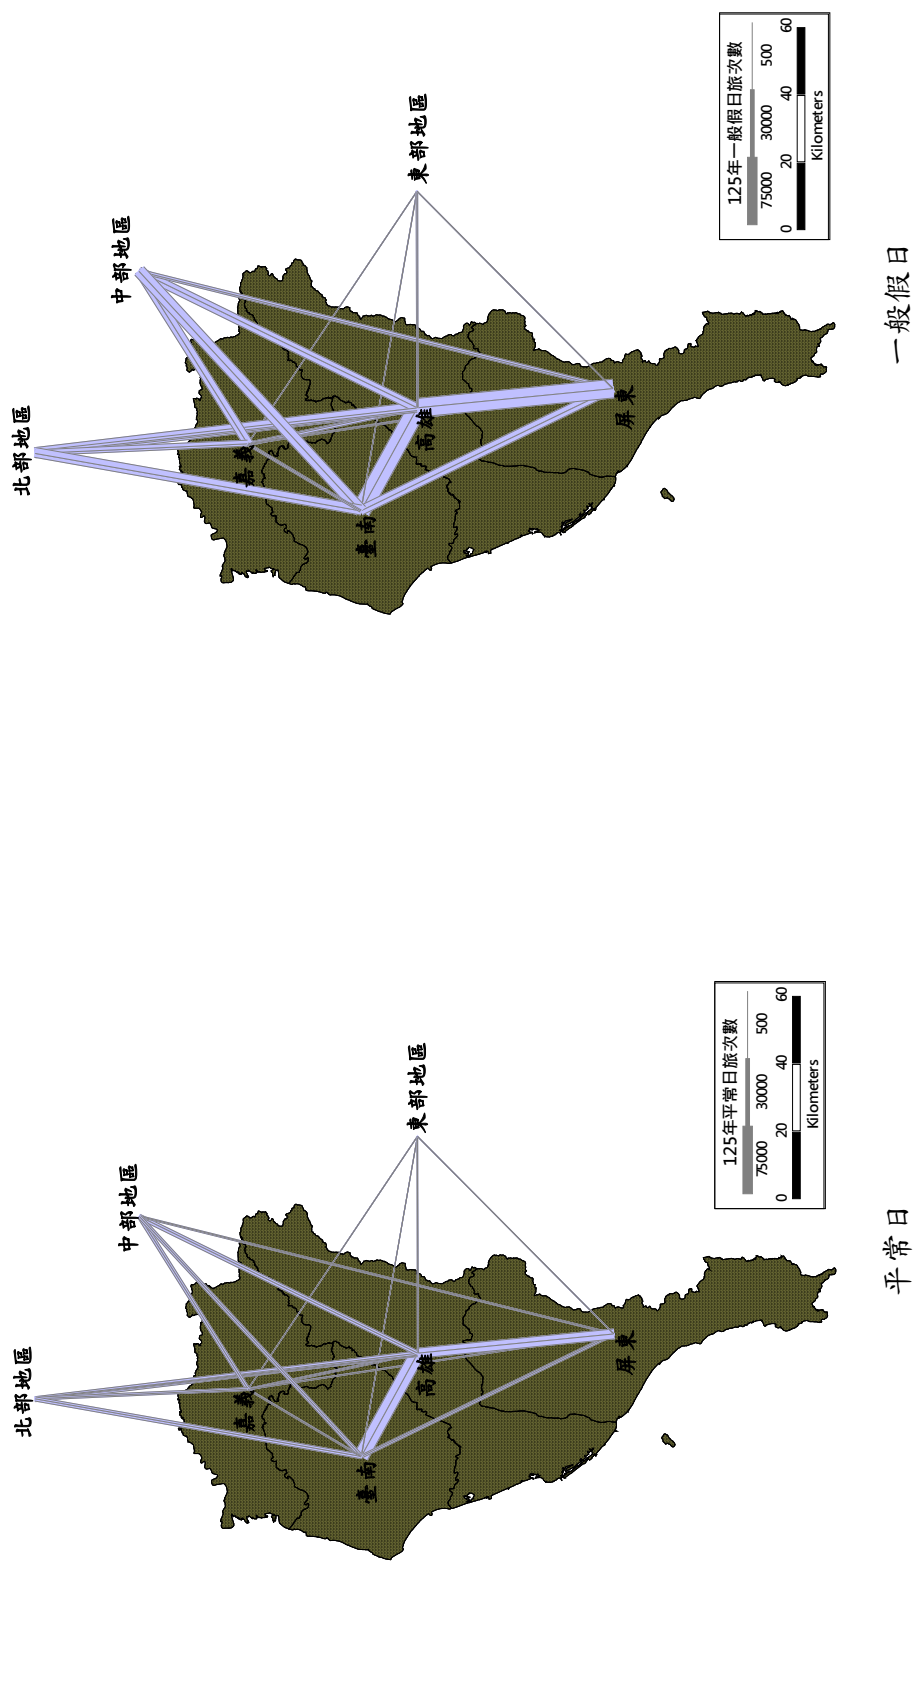 北部地區
中部地區
嘉義
臺南
東部地區
高雄
屏東
125年平常日旅次數
75000 30000 500
0 20 40 60
Kilometers
平常日
北部地區
中部地區
嘉義
臺南
東部地區
高雄
屏東
125年一般假日旅次數
75000 30000 500
0 20 40 60
Kilometers
一般假日